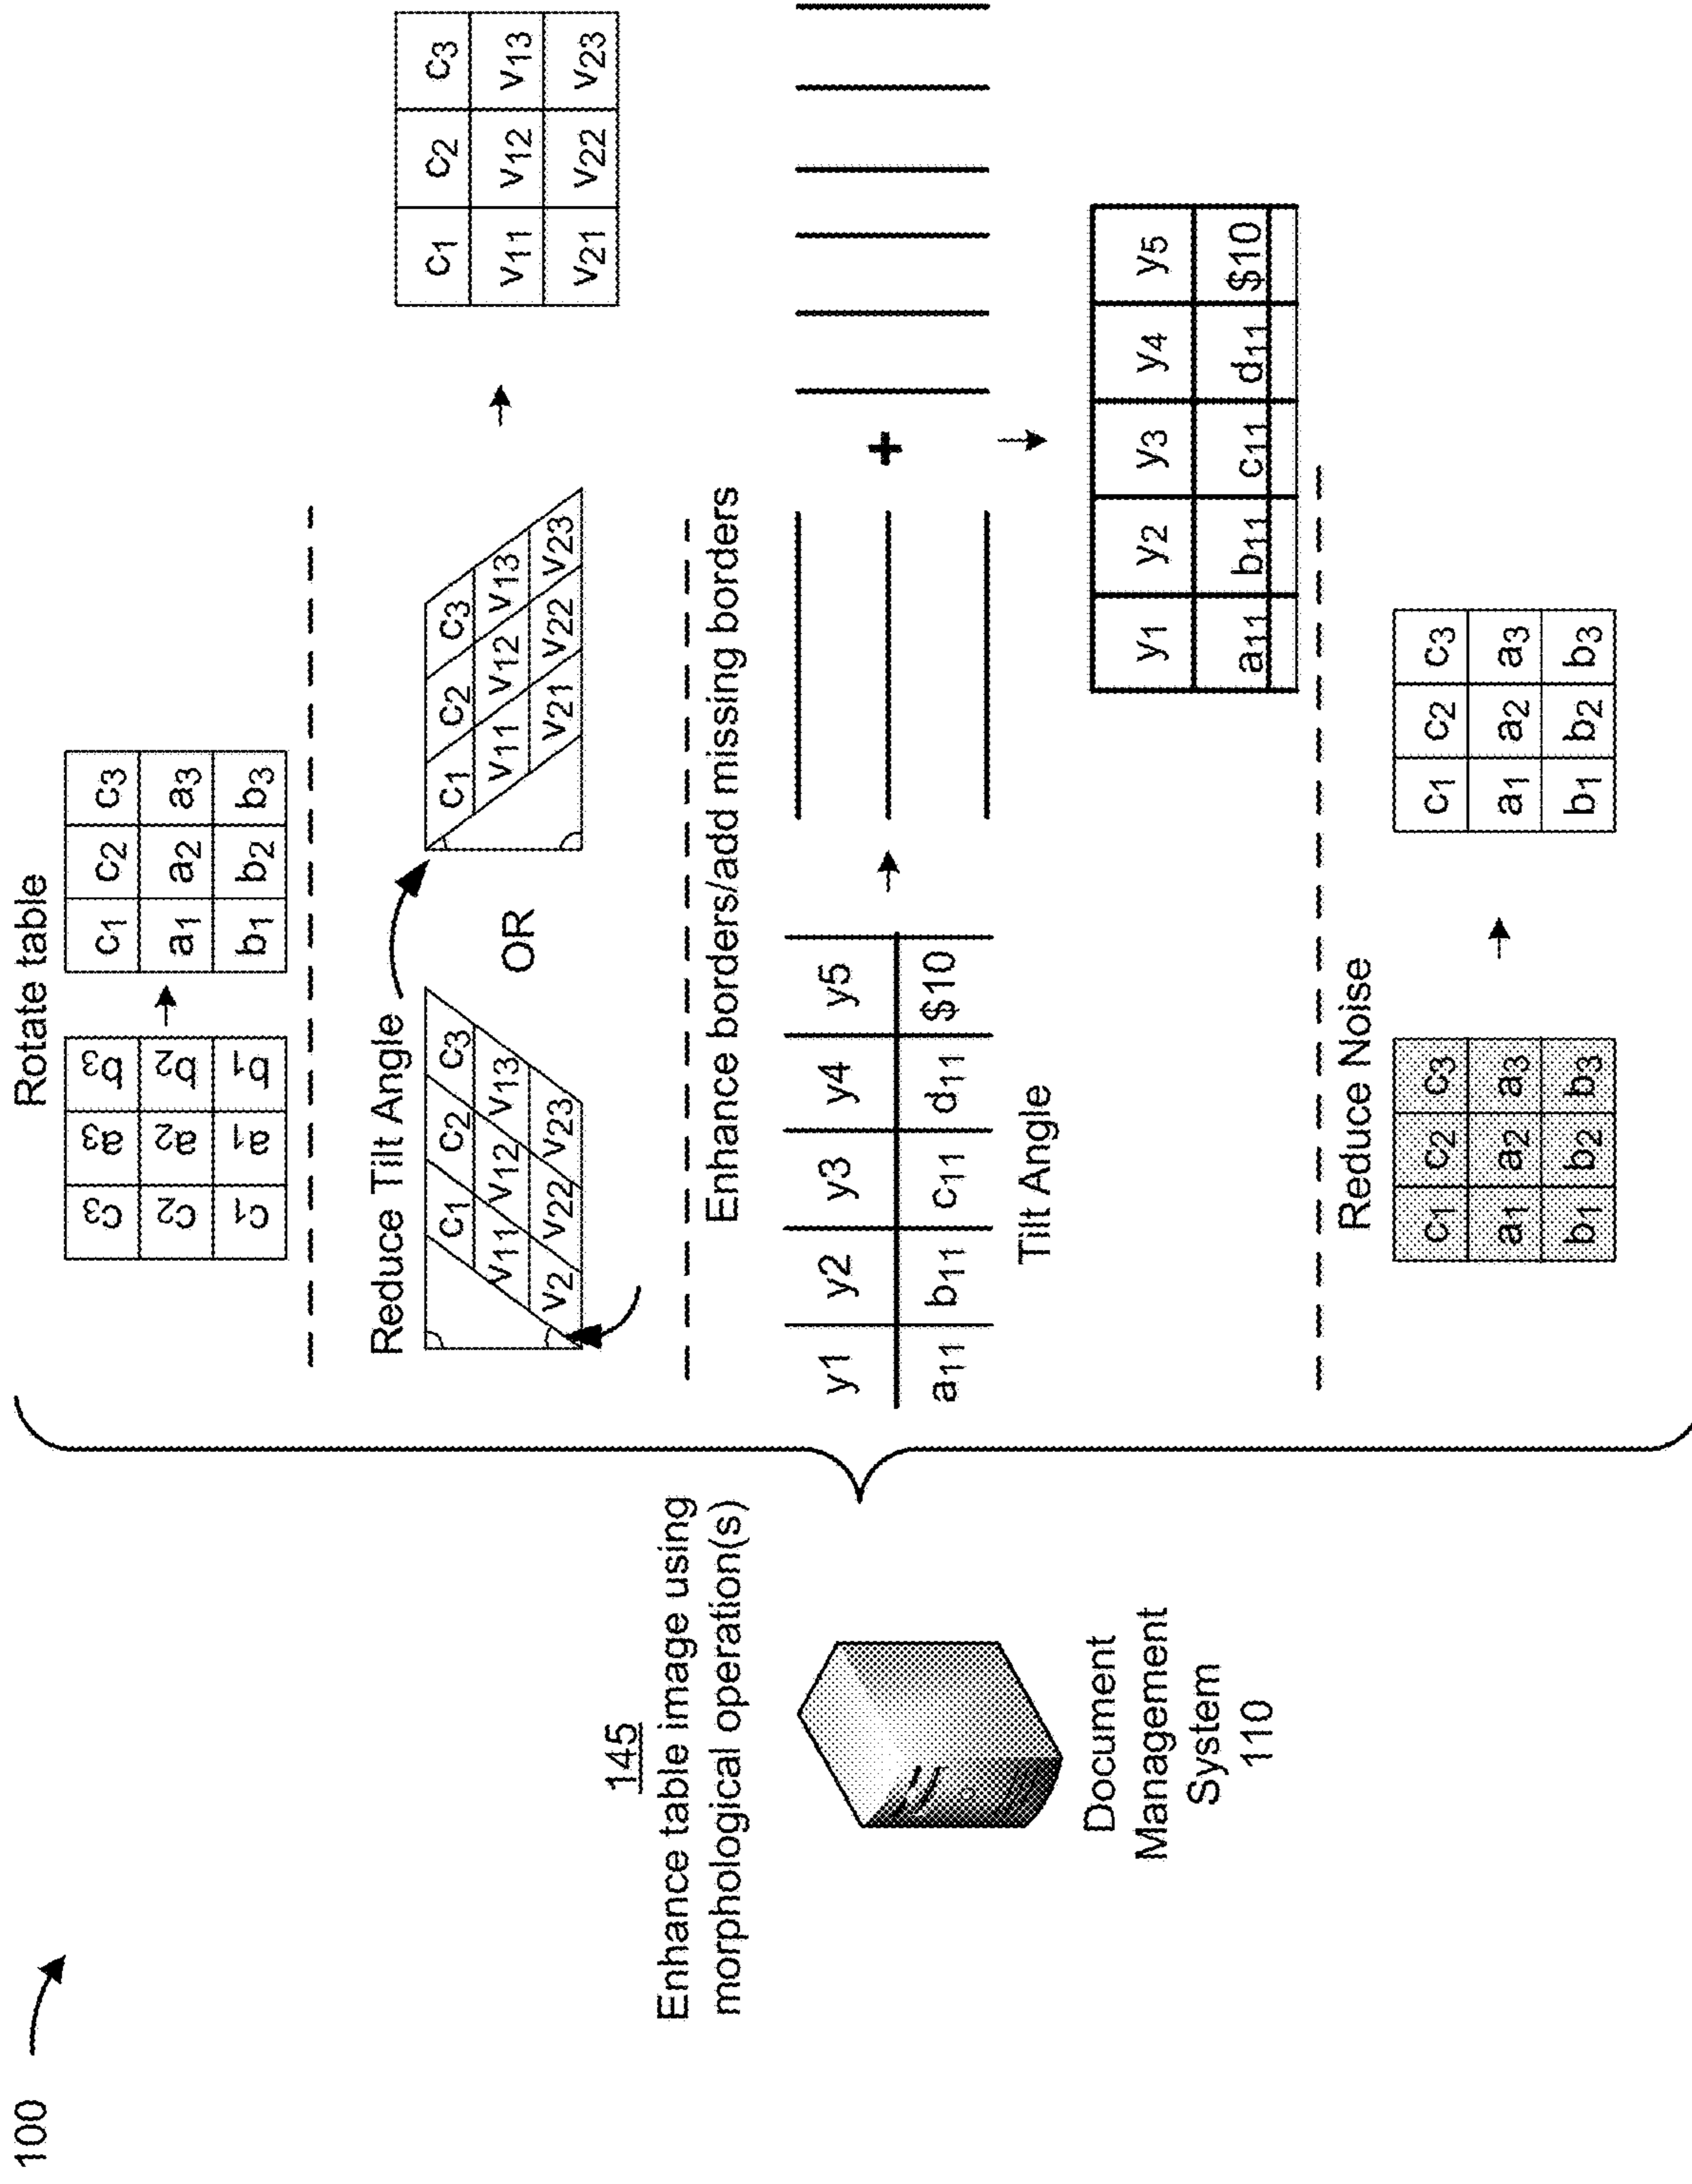 100
145
Enhance table image using
morphological operation(s)
Document
Management
System
110
Rotate table
c3 a3 b3
c2 a2 b2
c1 a1 b1
c1 c2 c3
a1 a2 a3
b1 b2 b3
Reduce Tilt Angle
c1 c2 c3
v11 v12 v13
v2 v22 v23
OR
c1 c2 c3
v11 v12 v13
v21 v22 v23
c1 c2 c3
v11 v12 v13
v21 v22 v23
Enhance borders/add missing borders
y1 y2 y3 y4 y5
a11 b11 c11 d11 $10
Tilt Angle
+
y1 y2 y3 y4 y5
a11 b11 c11 d11 $10
Reduce Noise
c1 c2 c3
a1 a2 a3
b1 b2 b3
c1 c2 c3
a1 a2 a3
b1 b2 b3